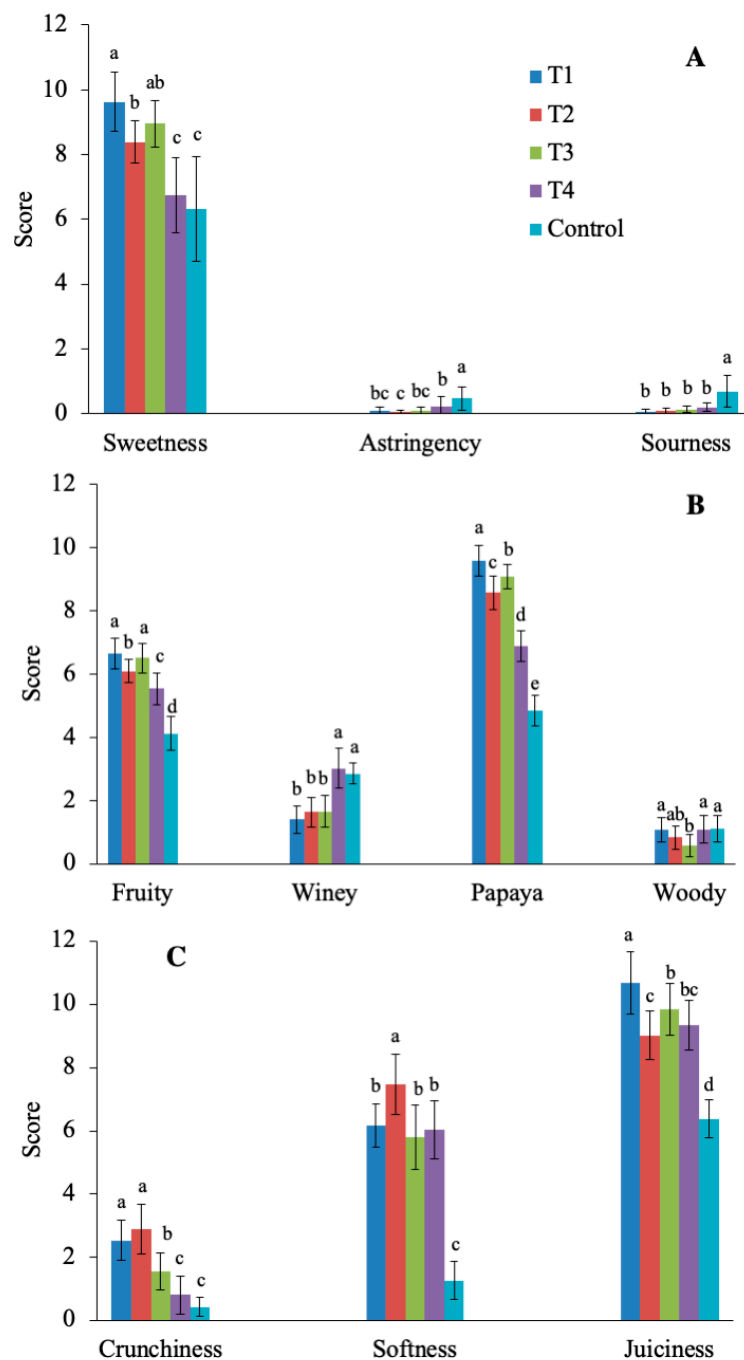 12
10
8
6
4
2
0
Score
A
T1
T2
T3
T4
Control
a b ab c c
bc c bc b a
b b b b a
Sweetness Astringency Sourness
12
10
8
6
4
2
0
Score
B
a b a c d
b b b a a
a c b d e
a ab b a a
Fruity Winey Papaya Woody
12
10
8
6
4
2
0
Score
C
a a b c c
b a b b c
a c b bc d
Crunchiness Softness Juiciness